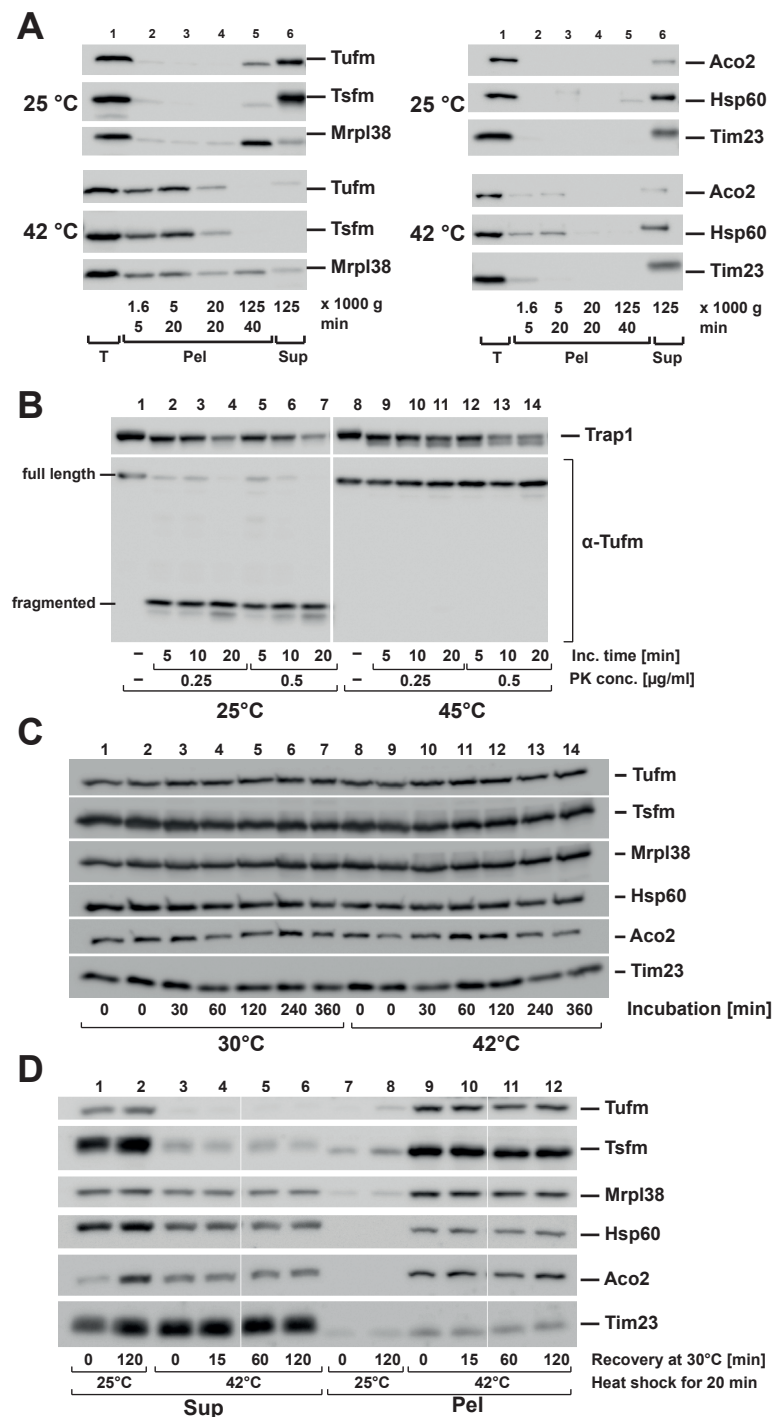 A
1 2 3 4 5 6
Tufm
25 °C Tsfm
Mrpl38
Tufm
42 °C Tsfm
Mrpl38
1.6 5 20 125 125 x 1000 g
5 20 20 40 min
T Pel Sup
1 2 3 4 5 6
Aco2
25 °C Hsp60
Tim23
Aco2
42 °C Hsp60
Tim23
1.6 5 20 125 125 x 1000 g
5 20 20 40 min
T Pel Sup
B
1 2 3 4 5 6 7 8 9 10 11 12 13 14
Trap1
full length
α-Tufm
fragmented
– 5 10 20 5 10 20 – 5 10 20 5 10 20 Inc. time [min]
– 0.25 0.5 – 0.25 0.5 PK conc. [µg/ml]
25°C 45°C
C
1 2 3 4 5 6 7 8 9 10 11 12 13 14
Tufm
Tsfm
Mrpl38
Hsp60
Aco2
Tim23
0 0 30 60 120 240 360 0 0 30 60 120 240 360 Incubation [min]
30°C 42°C
D
1 2 3 4 5 6 7 8 9 10 11 12
Tufm
Tsfm
Mrpl38
Hsp60
Aco2
Tim23
0 120 0 15 60 120 0 120 0 15 60 120 Recovery at 30°C [min]
25°C 42°C 25°C 42°C Heat shock for 20 min
Sup Pel